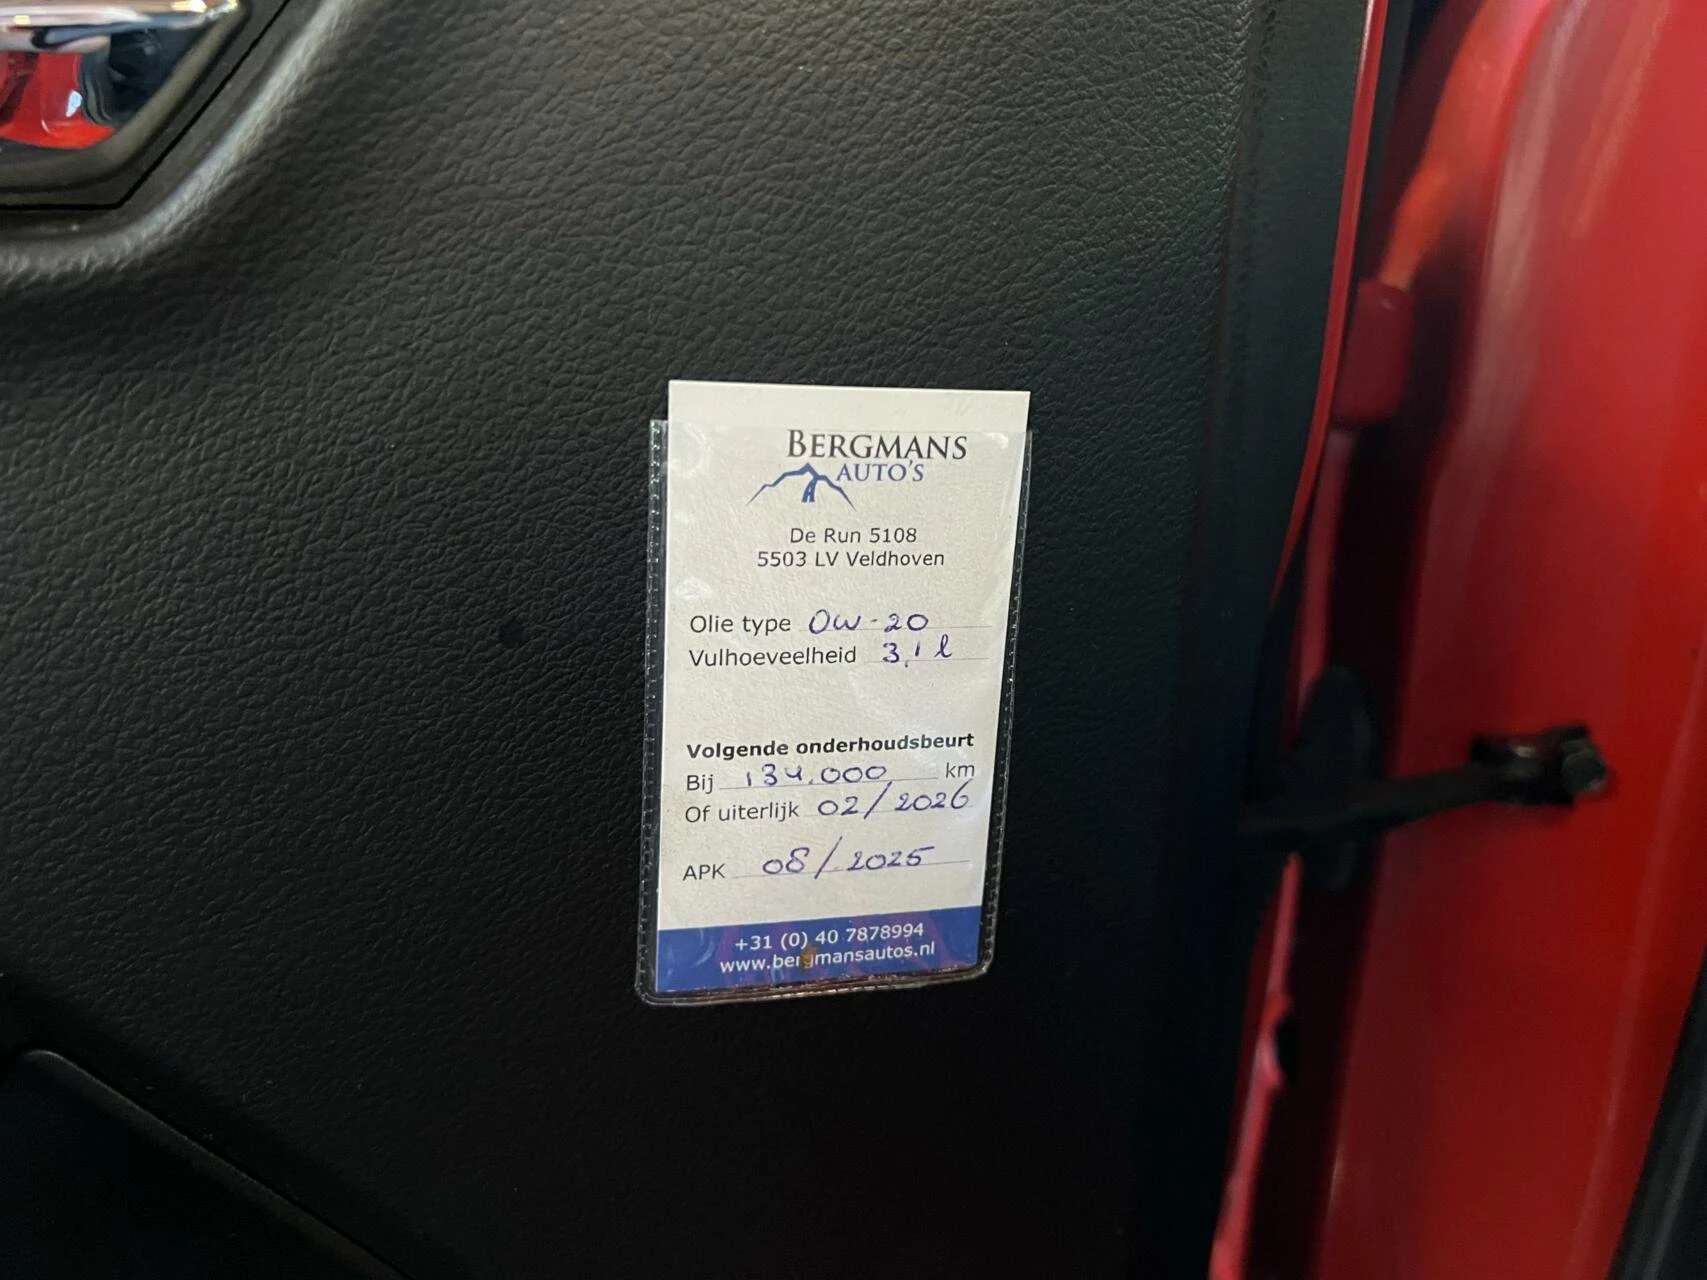 BERGMANS
AUTO'S
De Run 5108
5503 LV Veldhoven
Olie type 0W-20
Vulhoeveelheid 3,1 l
Volgende onderhoudsbeurt
Bij 134.000 km
Of uiterlijk 02/2026
APK 08/2025
+31 (0) 40 7878994
www.bergmansautos.nl